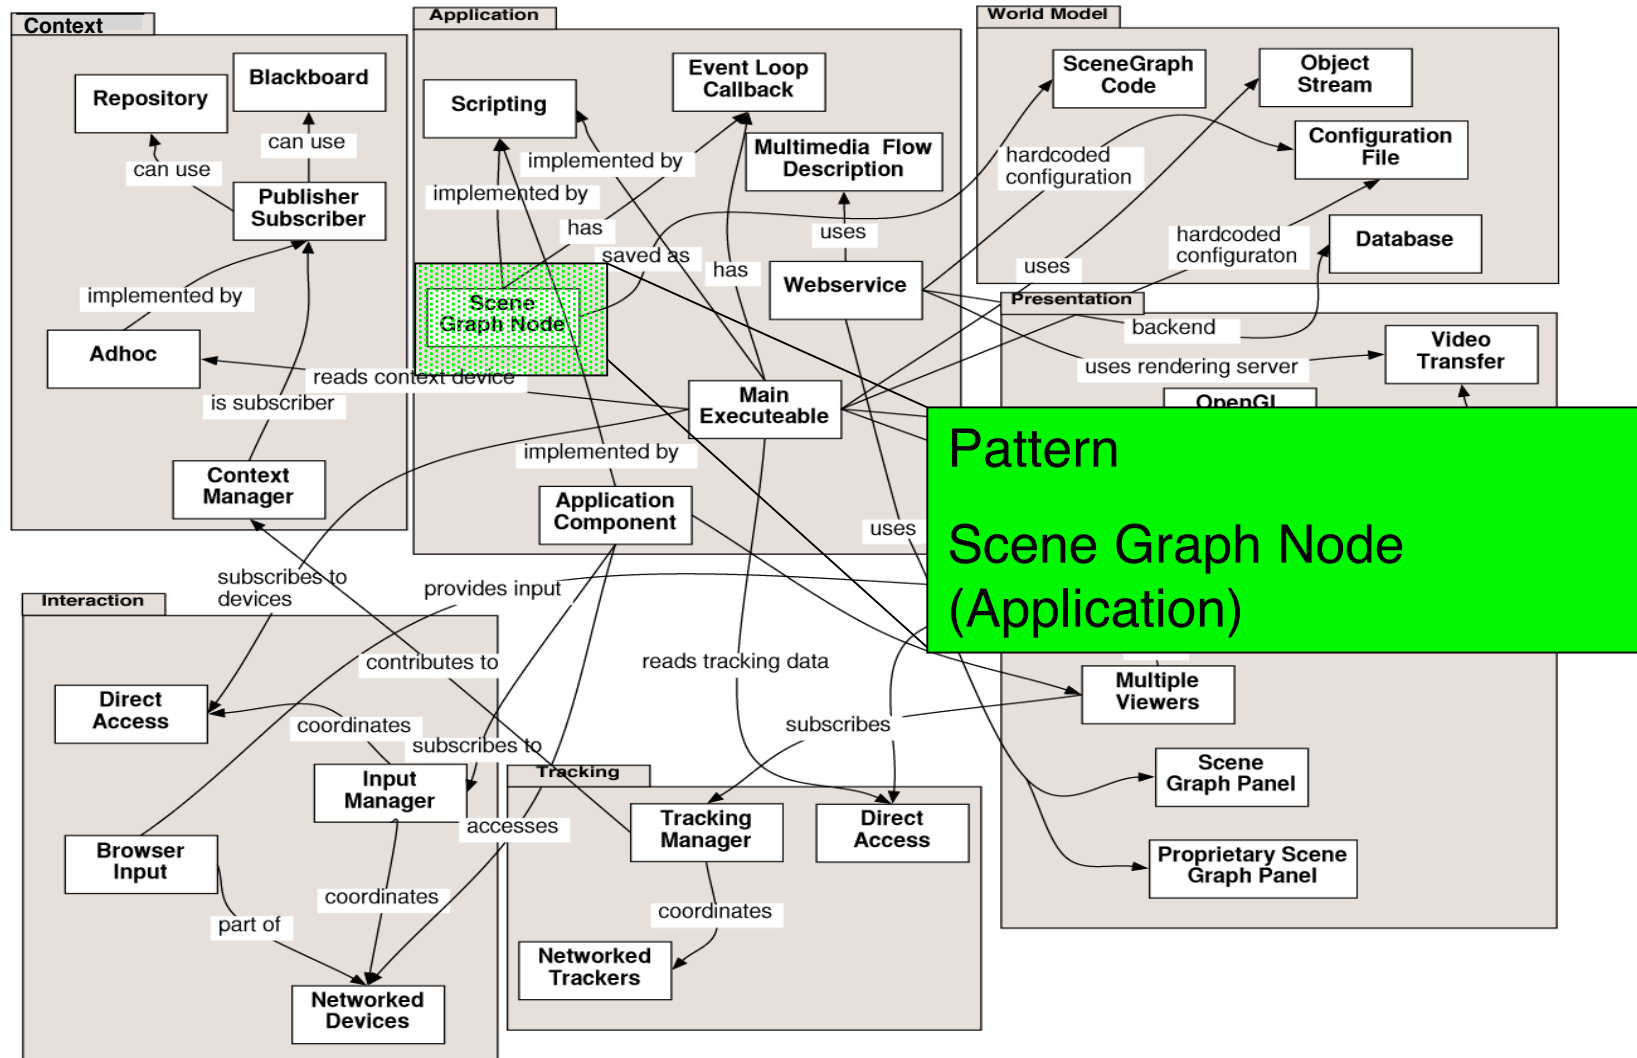 Context
Repository
Blackboard
can use
can use
Publisher
Subscriber
implemented by
Adhoc
is subscriber
Context
Manager
Application
Scripting
Event Loop
Callback
Multimedia Flow
Description
implemented by
implemented by
has
saved as
has
uses
Webservice
Scene
Graph Node
reads context device
Main
Executeable
implemented by
Application
Component
uses
World Model
SceneGraph
Code
Object
Stream
Configuration
File
hardcoded
configuration
hardcoded
configuraton
Database
uses
Presentation
backend
Video
Transfer
uses rendering server
Pattern
Scene Graph Node
(Application)
Multiple
Viewers
Scene
Graph Panel
Proprietary Scene
Graph Panel
subscribes to
devices
provides input
Interaction
contributes to
Direct
Access
coordinates
subscribes to
Input
Manager
accesses
Browser
Input
coordinates
part of
Networked
Devices
reads tracking data
subscribes
Tracking
Tracking
Manager
Direct
Access
coordinates
Networked
Trackers